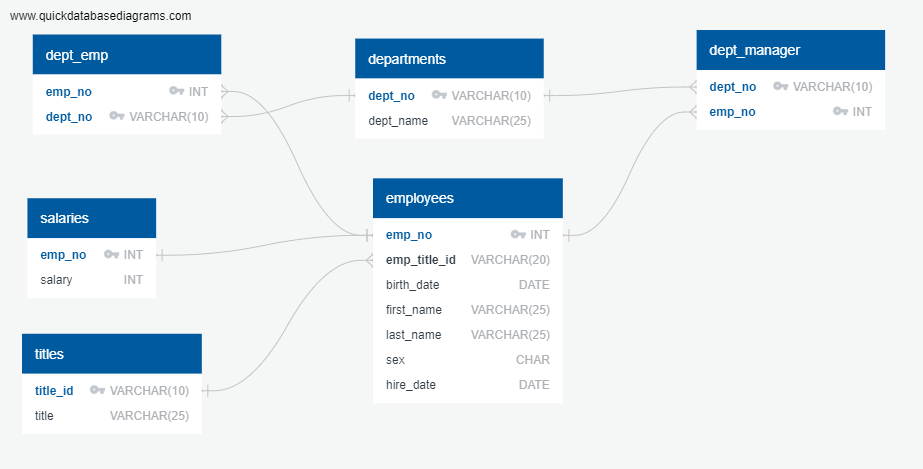 www.quickdatabasediagrams.com
dept_emp
emp_no INT
dept_no VARCHAR(10)
departments
dept_no VARCHAR(10)
dept_name VARCHAR(25)
dept_manager
dept_no VARCHAR(10)
emp_no INT
salaries
emp_no INT
salary INT
employees
emp_no INT
emp_title_id VARCHAR(20)
birth_date DATE
first_name VARCHAR(25)
last_name VARCHAR(25)
sex CHAR
hire_date DATE
titles
title_id VARCHAR(10)
title VARCHAR(25)